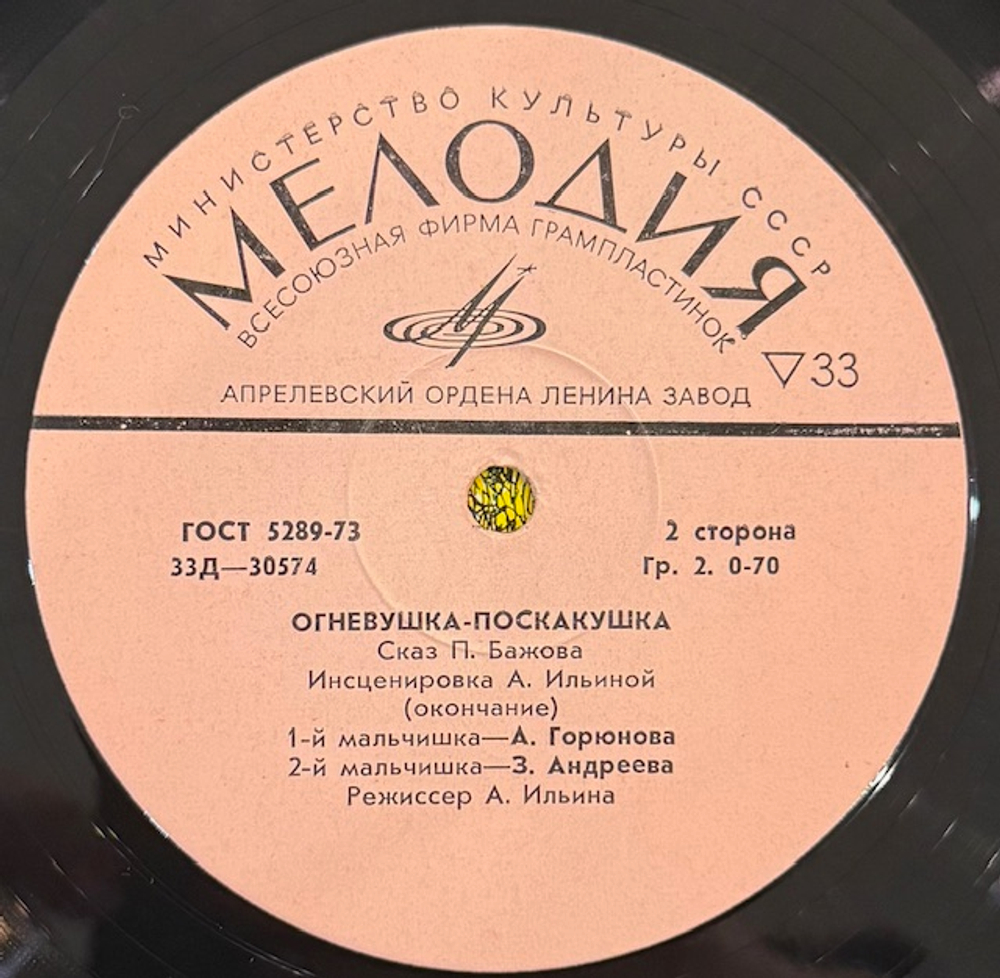 МИНИСТЕРСТВО КУЛЬТУРЫ СССР
МЕЛОДИЯ
ВСЕСОЮЗНАЯ ФИРМА ГРАМПЛАСТИНОК
▽33
АПРЕЛЕВСКИЙ ОРДЕНА ЛЕНИНА ЗАВОД
ГОСТ 5289-73
2 сторона
33Д—30574
Гр. 2. 0-70
ОГНЕВУШКА-ПОСКАКУШКА
Сказ П. Бажова
Инсценировка А. Ильиной
(окончание)
1-й мальчишка—А. Горюнова
2-й мальчишка—З. Андреева
Режиссер А. Ильина